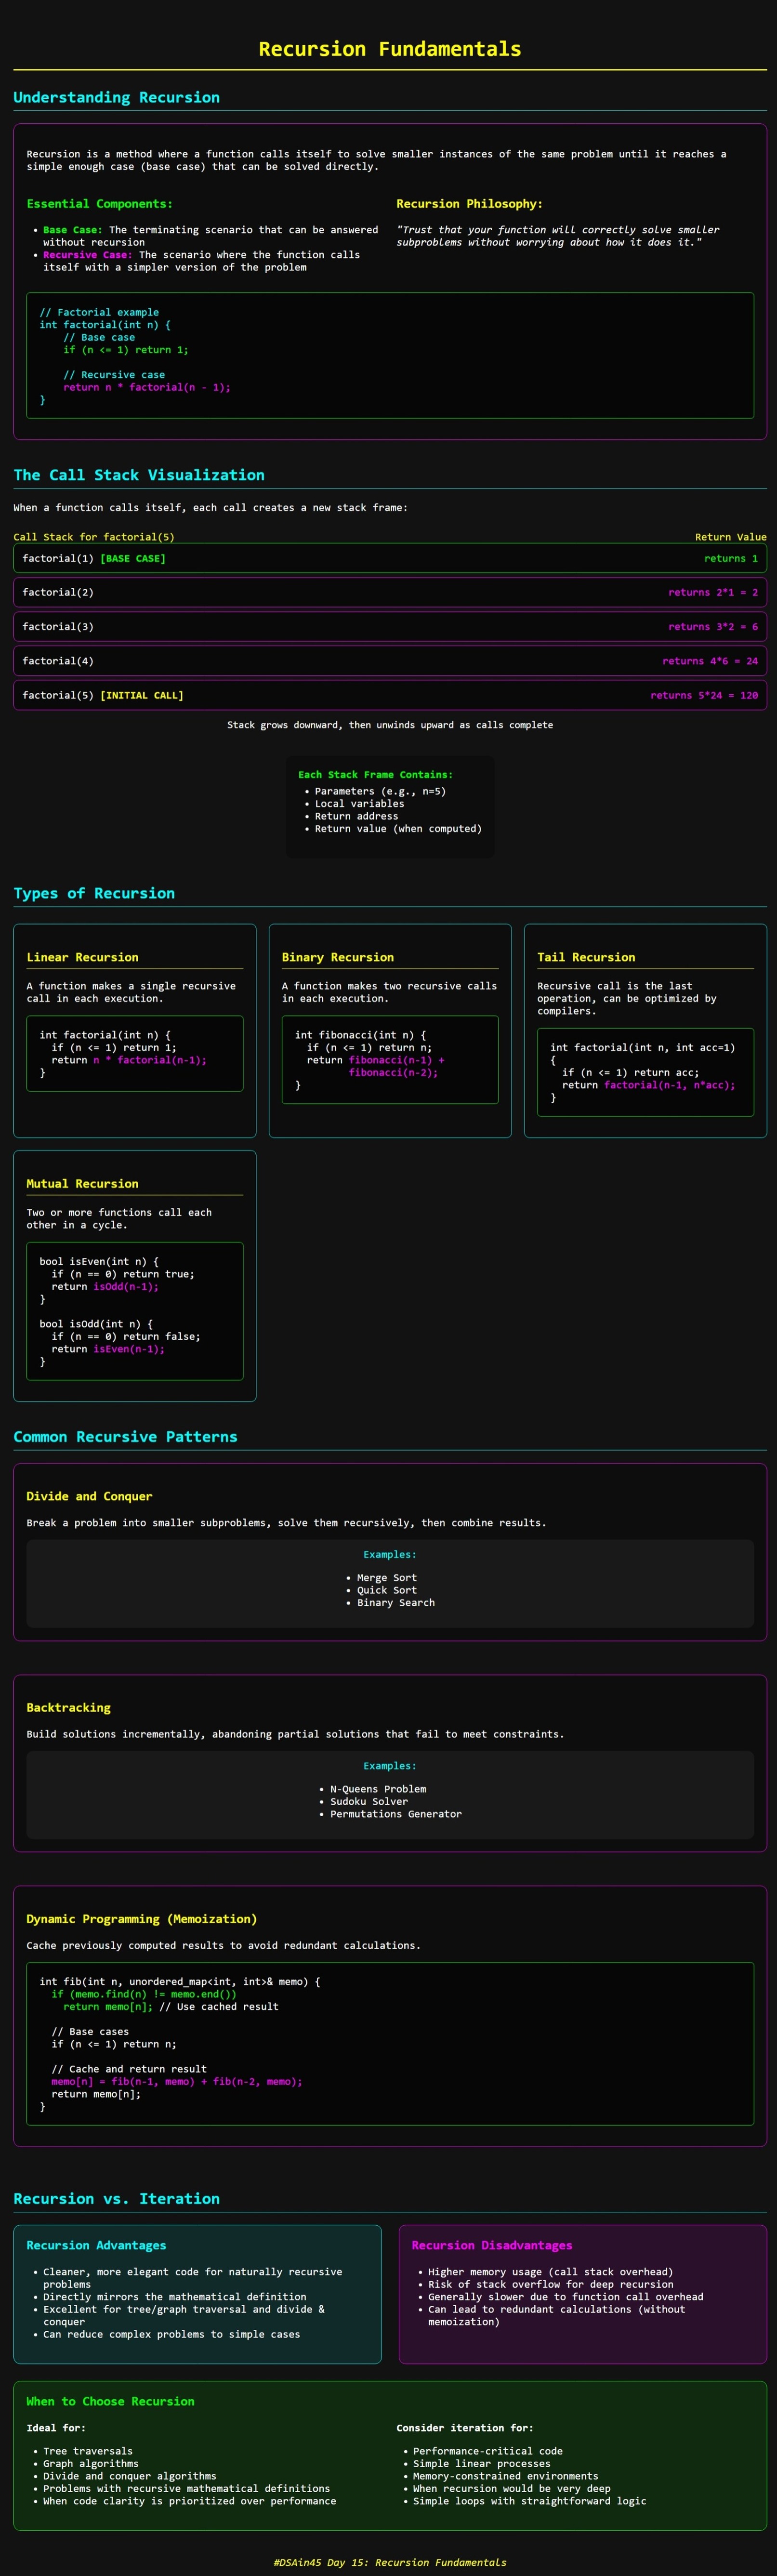 Recursion Fundamentals
Understanding Recursion
Recursion is a method where a function calls itself to solve smaller instances of the same problem until it reaches a
simple enough case (base case) that can be solved directly.
Essential Components:
• Base Case: The terminating scenario that can be answered
without recursion
• Recursive Case: The scenario where the function calls
itself with a simpler version of the problem
Recursion Philosophy:
"Trust that your function will correctly solve smaller
subproblems without worrying about how it does it."
// Factorial example
int factorial(int n) {
    // Base case
    if (n <= 1) return 1;

    // Recursive case
    return n * factorial(n - 1);
}
The Call Stack Visualization
When a function calls itself, each call creates a new stack frame:
Call Stack for factorial(5) Return Value
factorial(1) [BASE CASE] returns 1
factorial(2) returns 2*1 = 2
factorial(3) returns 3*2 = 6
factorial(4) returns 4*6 = 24
factorial(5) [INITIAL CALL] returns 5*24 = 120
Stack grows downward, then unwinds upward as calls complete
Each Stack Frame Contains:
• Parameters (e.g., n=5)
• Local variables
• Return address
• Return value (when computed)
Types of Recursion
Linear Recursion
A function makes a single recursive
call in each execution.
int factorial(int n) {
  if (n <= 1) return 1;
  return n * factorial(n-1);
}
Binary Recursion
A function makes two recursive calls
in each execution.
int fibonacci(int n) {
  if (n <= 1) return n;
  return fibonacci(n-1) +
         fibonacci(n-2);
}
Tail Recursion
Recursive call is the last
operation, can be optimized by
compilers.
int factorial(int n, int acc=1)
{
  if (n <= 1) return acc;
  return factorial(n-1, n*acc);
}
Mutual Recursion
Two or more functions call each
other in a cycle.
bool isEven(int n) {
  if (n == 0) return true;
  return isOdd(n-1);
}

bool isOdd(int n) {
  if (n == 0) return false;
  return isEven(n-1);
}
Common Recursive Patterns
Divide and Conquer
Break a problem into smaller subproblems, solve them recursively, then combine results.
Examples:
• Merge Sort
• Quick Sort
• Binary Search
Backtracking
Build solutions incrementally, abandoning partial solutions that fail to meet constraints.
Examples:
• N-Queens Problem
• Sudoku Solver
• Permutations Generator
Dynamic Programming (Memoization)
Cache previously computed results to avoid redundant calculations.
int fib(int n, unordered_map<int, int>& memo) {
  if (memo.find(n) != memo.end())
    return memo[n]; // Use cached result

  // Base cases
  if (n <= 1) return n;

  // Cache and return result
  memo[n] = fib(n-1, memo) + fib(n-2, memo);
  return memo[n];
}
Recursion vs. Iteration
Recursion Advantages
• Cleaner, more elegant code for naturally recursive
problems
• Directly mirrors the mathematical definition
• Excellent for tree/graph traversal and divide &
conquer
• Can reduce complex problems to simple cases
Recursion Disadvantages
• Higher memory usage (call stack overhead)
• Risk of stack overflow for deep recursion
• Generally slower due to function call overhead
• Can lead to redundant calculations (without
memoization)
When to Choose Recursion
Ideal for:
• Tree traversals
• Graph algorithms
• Divide and conquer algorithms
• Problems with recursive mathematical definitions
• When code clarity is prioritized over performance
Consider iteration for:
• Performance-critical code
• Simple linear processes
• Memory-constrained environments
• When recursion would be very deep
• Simple loops with straightforward logic
#DSAin45 Day 15: Recursion Fundamentals